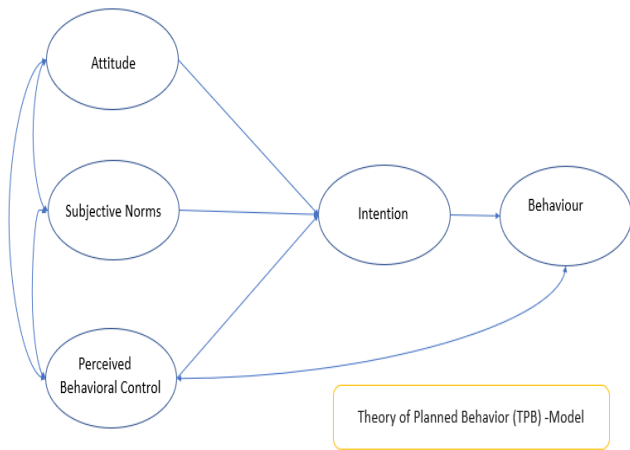 Attitude
Subjective Norms
Perceived
Behavioral Control
Intention
Behaviour
Theory of Planned Behavior (TPB) -Model